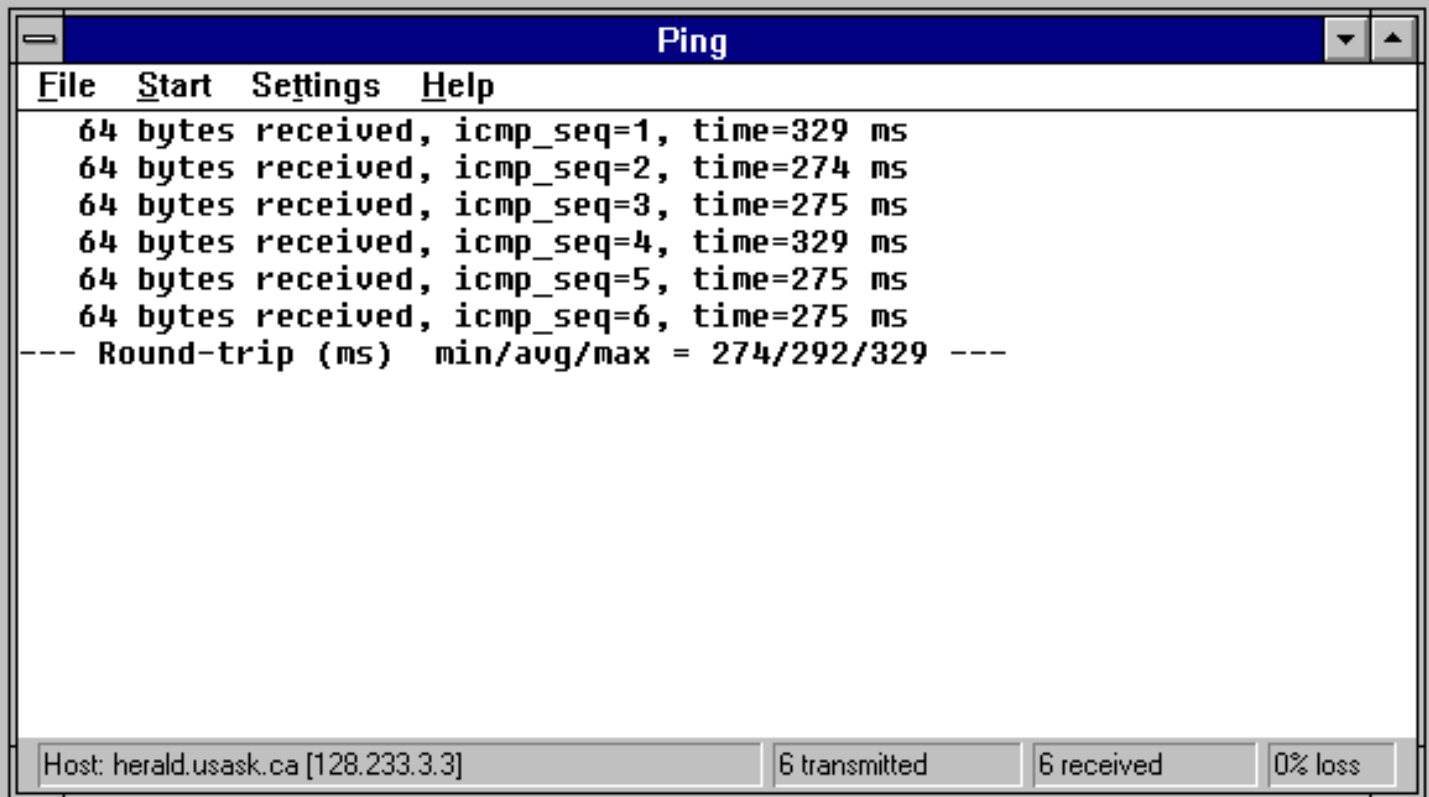 Ping
File Start Settings Help
64 bytes received, icmp_seq=1, time=329 ms
64 bytes received, icmp_seq=2, time=274 ms
64 bytes received, icmp_seq=3, time=275 ms
64 bytes received, icmp_seq=4, time=329 ms
64 bytes received, icmp_seq=5, time=275 ms
64 bytes received, icmp_seq=6, time=275 ms
--- Round-trip (ms)  min/avg/max = 274/292/329 ---
Host: herald.usask.ca [128.233.3.3] 6 transmitted 6 received 0% loss